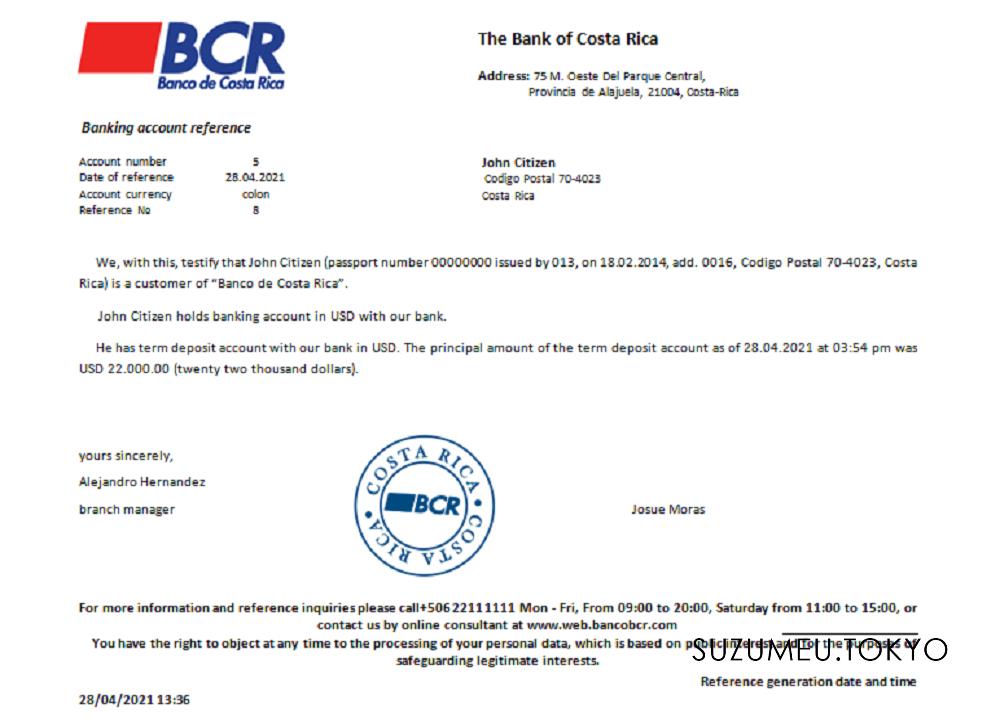 BCR
Banco de Costa Rica
The Bank of Costa Rica
Address: 75 M. Oeste Del Parque Central,
Provincia de Alajuela, 21004, Costa-Rica
Banking account reference
Account number 5
Date of reference 28.04.2021
Account currency colon
Reference No 8
John Citizen
Codigo Postal 70-4023
Costa Rica
We, with this, testify that John Citizen (passport number 00000000 issued by 013, on 18.02.2014, add. 0016, Codigo Postal 70-4023, Costa
Rica) is a customer of "Banco de Costa Rica".
John Citizen holds banking account in USD with our bank.
He has term deposit account with our bank in USD. The principal amount of the term deposit account as of 28.04.2021 at 03:54 pm was
USD 22.000.00 (twenty two thousand dollars).
yours sincerely,
Alejandro Hernandez
branch manager
COSTA RICA • COSTA RICA •
BCR
Josue Moras
For more information and reference inquiries please call+506 22111111 Mon - Fri, From 09:00 to 20:00, Saturday from 11:00 to 15:00, or
contact us by online consultant at www.web.bancobcr.com
You have the right to object at any time to the processing of your personal data, which is based on public interest and for the purposes of
safeguarding legitimate interests.
SUZUMEU.TOKYO
Reference generation date and time
28/04/2021 13:36